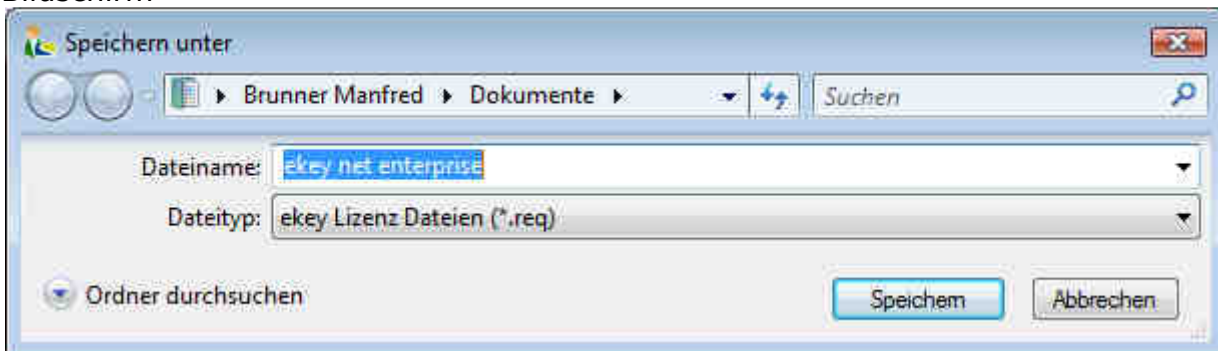 Speichern unter
Brunner Manfred Dokumente
Suchen
Dateiname: ekey net enterprise
Dateityp: ekey Lizenz Dateien (*.req)
Ordner durchsuchen
Speichern
Abbrechen